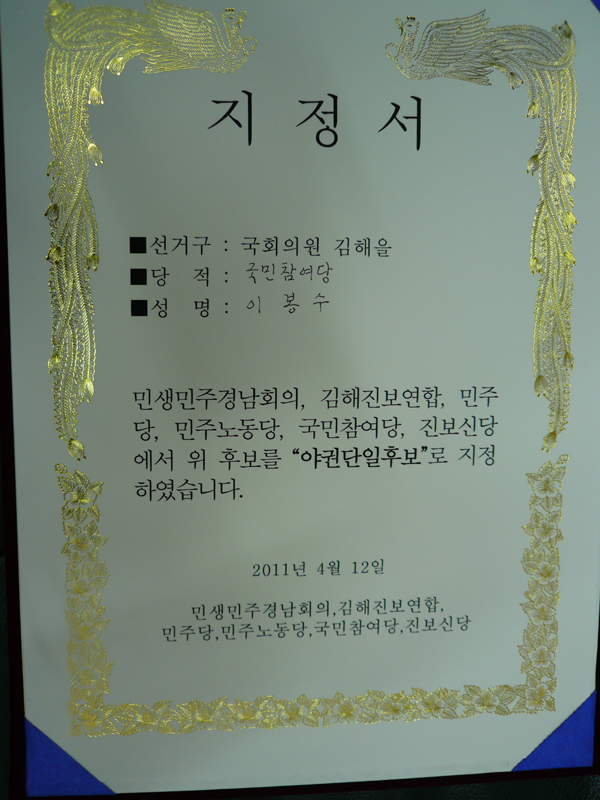 지 정 서
■선거구 : 국회의원 김해을
■당 적 : 국민참여당
■성 명 : 이 봉 수
민생민주경남회의, 김해진보연합, 민주
당, 민주노동당, 국민참여당, 진보신당
에서 위 후보를 “야권단일후보”로 지정
하였습니다.
2011년 4월 12일
민생민주경남회의,김해진보연합,
민주당,민주노동당,국민참여당,진보신당